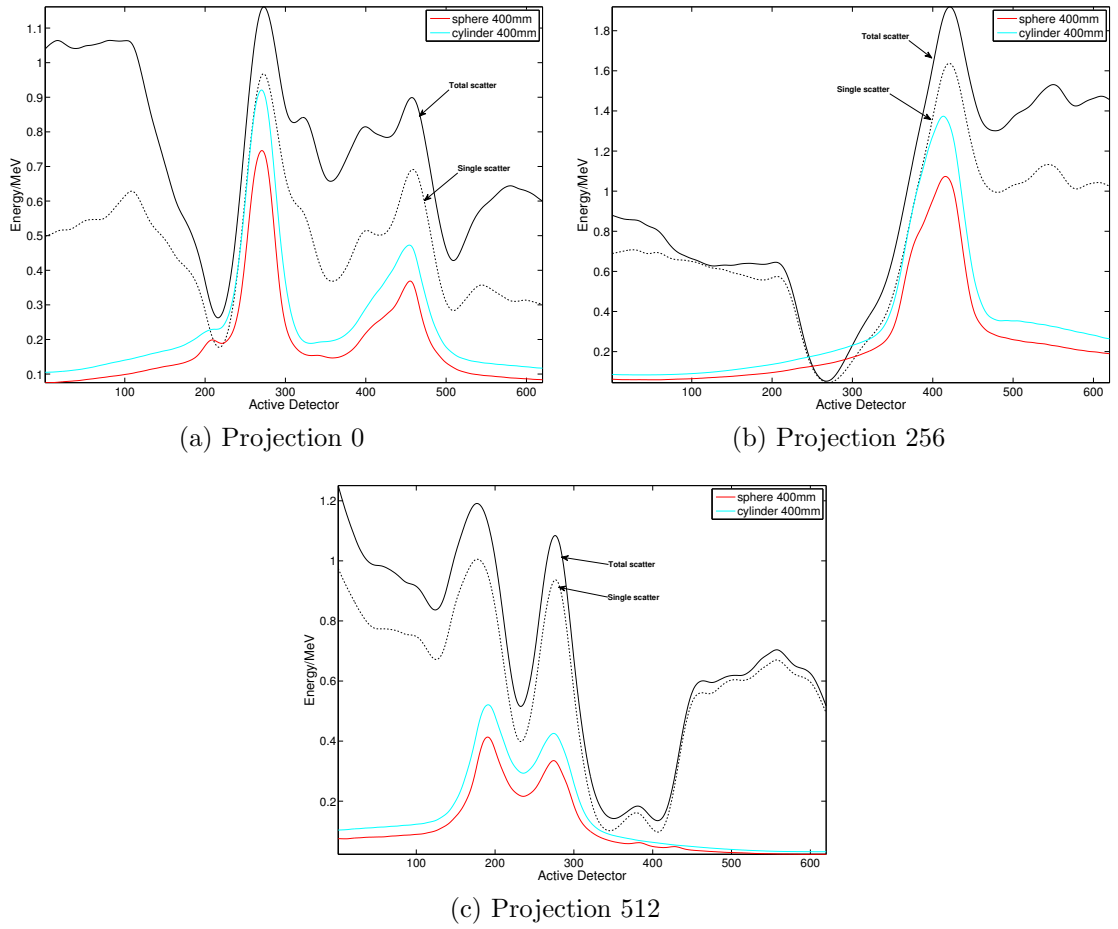 1.1
1
0.9
0.8
0.7
0.6
0.5
0.4
0.3
0.2
0.1
Energy/MeV
sphere 400mm
cylinder 400mm
Total scatter
Single scatter
100 200 300 400 500 600
Active Detector
(a) Projection 0
1.8
1.6
1.4
1.2
1
0.8
0.6
0.4
0.2
Energy/MeV
sphere 400mm
cylinder 400mm
Total scatter
Single scatter
100 200 300 400 500 600
Active Detector
(b) Projection 256
1.2
1
0.8
0.6
0.4
0.2
Energy/MeV
sphere 400mm
cylinder 400mm
Total scatter
Single scatter
100 200 300 400 500 600
Active Detector
(c) Projection 512